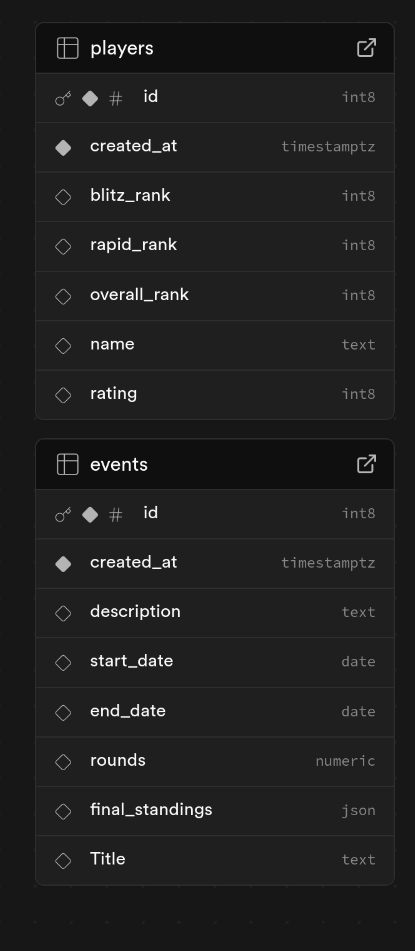 players
# id int8
created_at timestamptz
blitz_rank int8
rapid_rank int8
overall_rank int8
name text
rating int8
events
# id int8
created_at timestamptz
description text
start_date date
end_date date
rounds numeric
final_standings json
Title text